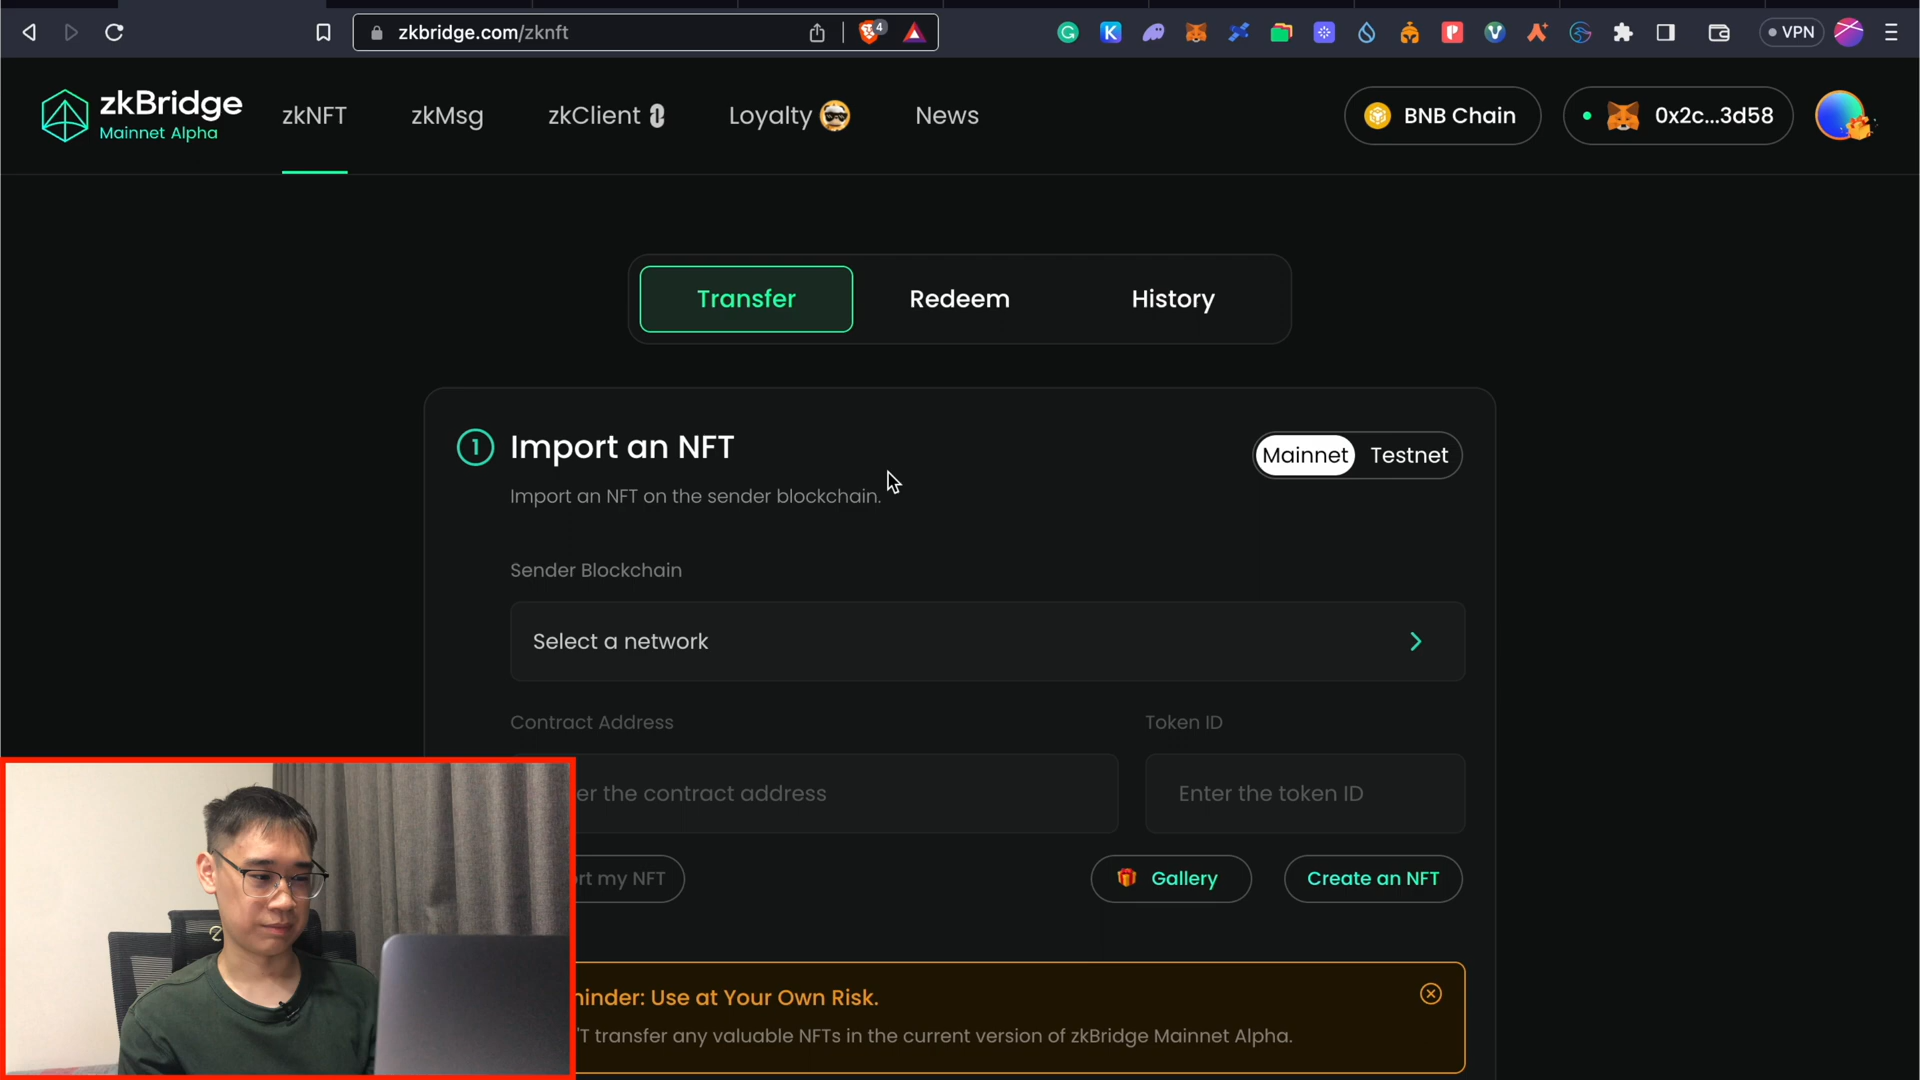 zkbridge.com/zknft
4
VPN
zkBridge
Mainnet Alpha
zkNFT
zkMsg
zkClient
Loyalty
News
BNB Chain
0x2c...3d58
Transfer
Redeem
History
1
Import an NFT
Mainnet
Testnet
Import an NFT on the sender blockchain.
Sender Blockchain
Select a network
Contract Address
Token ID
er the contract address
Enter the token ID
rt my NFT
Gallery
Create an NFT
inder: Use at Your Own Risk.
'T transfer any valuable NFTs in the current version of zkBridge Mainnet Alpha.